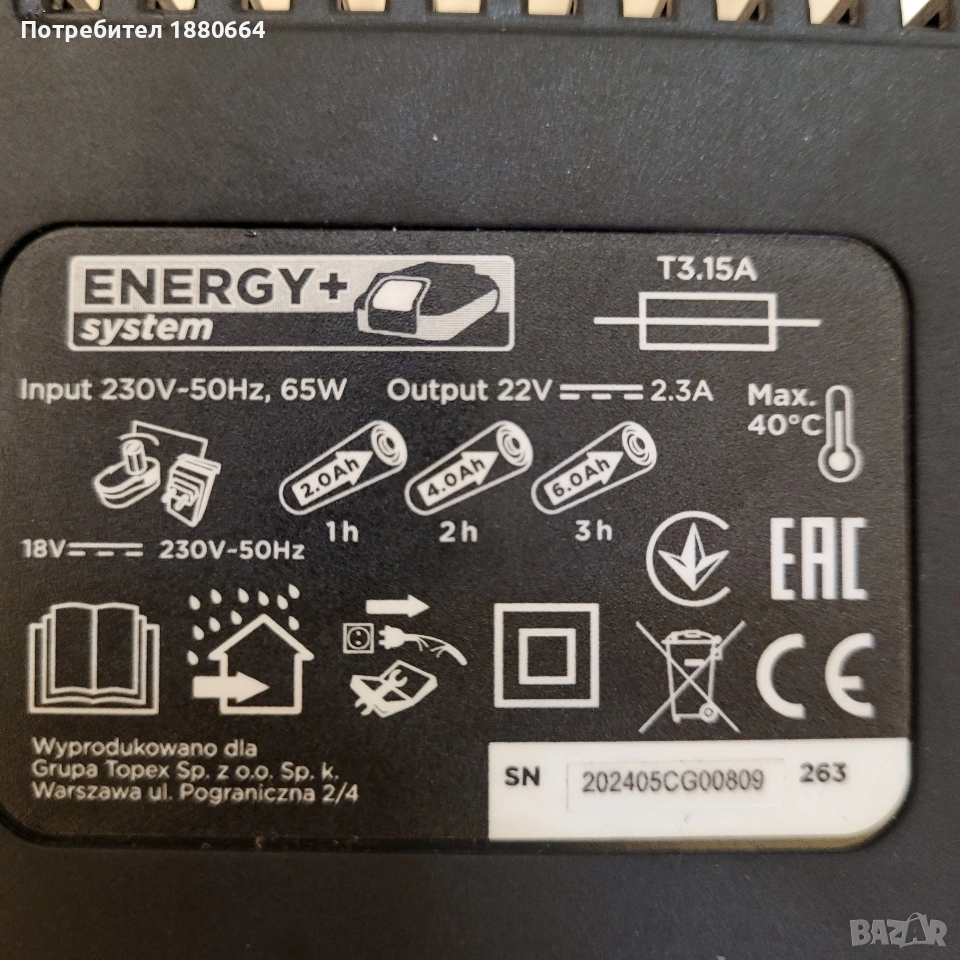 Потребител 1880664
ENERGY+
system
T3.15A
Input 230V~50Hz, 65W Output 22V 2.3A
Max.
40°C
2.0Ah 4.0Ah 6.0Ah
1h 2h 3h
18V 230V~50Hz
EAC
CE
Wyprodukowano dla
Grupa Topex Sp. z o.o. Sp. k.
Warszawa ul. Pograniczna 2/4
SN 202405CG00809 263
BAZAR